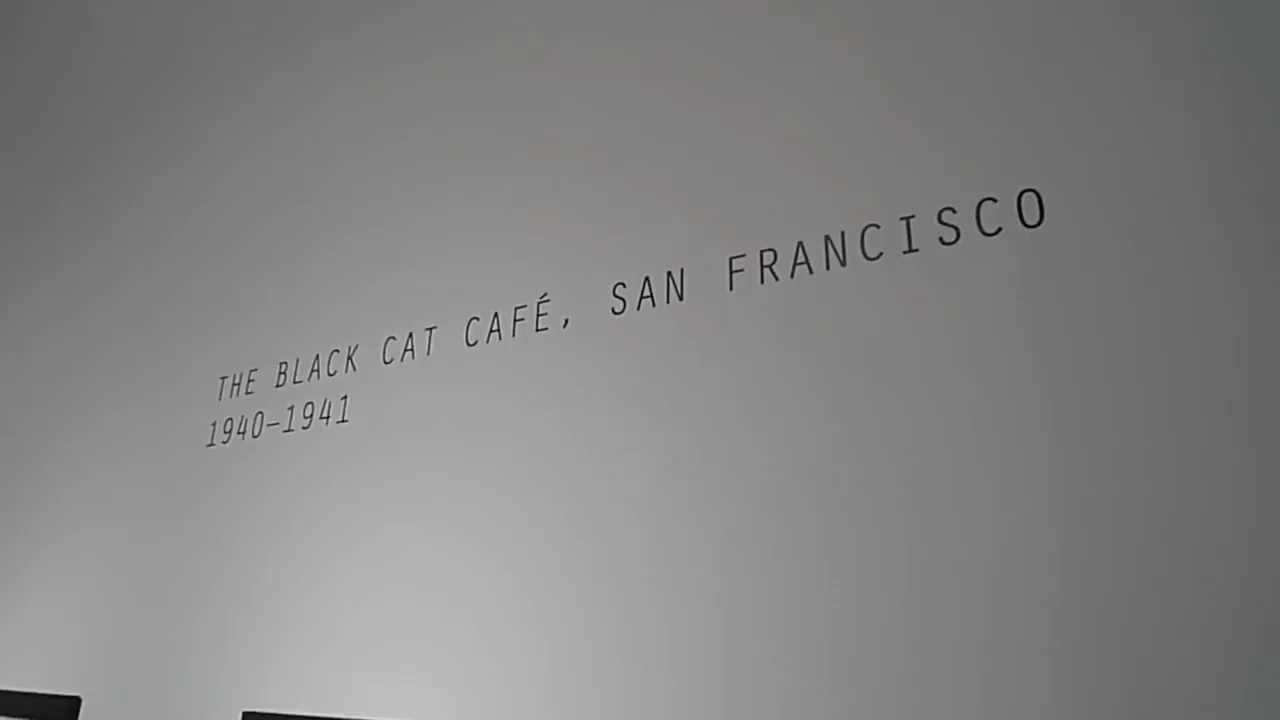 THE BLACK CAT CAFÉ, SAN FRANCISCO
1940–1941